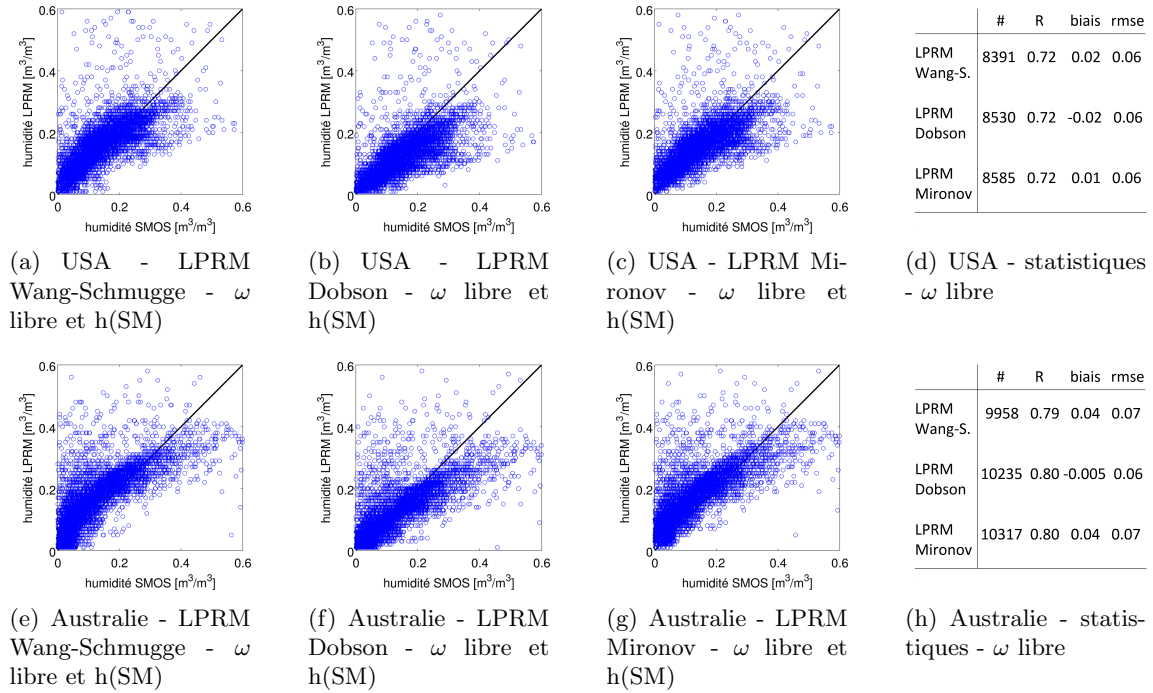 0.6
0.4
0.2
0
0
0.2
0.4
0.6
humidité LPRM [m³/m³]
humidité SMOS [m³/m³]
0.6
0.4
0.2
0
0
0.2
0.4
0.6
humidité LPRM [m³/m³]
humidité SMOS [m³/m³]
0.6
0.4
0.2
0
0
0.2
0.4
0.6
humidité LPRM [m³/m³]
humidité SMOS [m³/m³]
# R biais rmse
LPRM
Wang-S.
8391 0.72 0.02 0.06
LPRM
Dobson
8530 0.72 -0.02 0.06
LPRM
Mironov
8585 0.72 0.01 0.06
(a) USA - LPRM
Wang-Schmugge - ω
libre et h(SM)
(b) USA - LPRM
Dobson - ω libre et
h(SM)
(c) USA - LPRM Mi-
ronov - ω libre et
h(SM)
(d) USA - statistiques
- ω libre
0.6
0.4
0.2
0
0
0.2
0.4
0.6
humidité LPRM [m³/m³]
humidité SMOS [m³/m³]
0.6
0.4
0.2
0
0
0.2
0.4
0.6
humidité LPRM [m³/m³]
humidité SMOS [m³/m³]
0.6
0.4
0.2
0
0
0.2
0.4
0.6
humidité LPRM [m³/m³]
humidité SMOS [m³/m³]
# R biais rmse
LPRM
Wang-S.
9958 0.79 0.04 0.07
LPRM
Dobson
10235 0.80 -0.005 0.06
LPRM
Mironov
10317 0.80 0.04 0.07
(e) Australie - LPRM
Wang-Schmugge - ω
libre et h(SM)
(f) Australie - LPRM
Dobson - ω libre et
h(SM)
(g) Australie - LPRM
Mironov - ω libre et
h(SM)
(h) Australie - statis-
tiques - ω libre